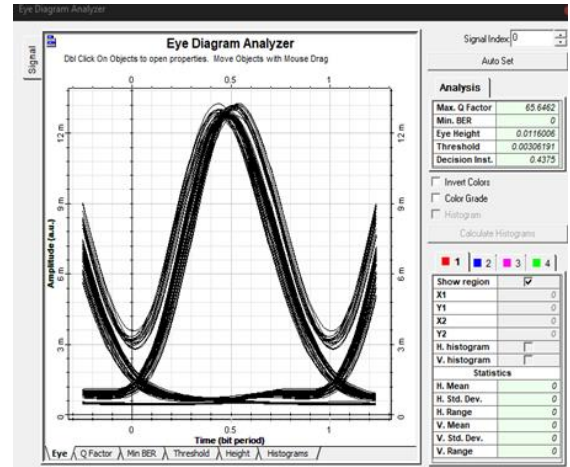 Eye Diagram Analyzer
Signal
Eye Diagram Analyzer
Dbl Click On Objects to open properties. Move Objects with Mouse Drag
0 0.5 1
12 m
9 m
6 m
3 m
0
Amplitude (a.u.)
12 m
9 m
6 m
3 m
0
0 0.5 1
Time (bit period)
Eye Q Factor Min BER Threshold Height Histograms
Signal Index: 0
Auto Set
Analysis
Max. Q Factor 65.6462
Min. BER 0
Eye Height 0.0116006
Threshold 0.00306191
Decision Inst. 0.4375
Invert Colors
Color Grade
Histogram
Calculate Histograms
1 2 3 4
Show region
X1 0
Y1 0
X2 0
Y2 0
H. histogram
V. histogram
Statistics
H. Mean 0
H. Std. Dev. 0
H. Range 0
V. Mean 0
V. Std. Dev. 0
V. Range 0